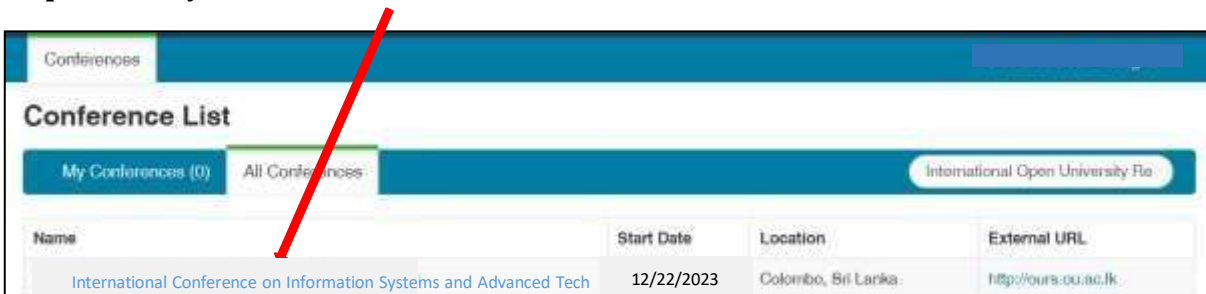 Conferences
Conference List
My Conferences (0) All Conferences International Open University Re
Name Start Date Location External URL
International Conference on Information Systems and Advanced Tech 12/22/2023 Colombo, Sri Lanka http://ours.ou.ac.lk